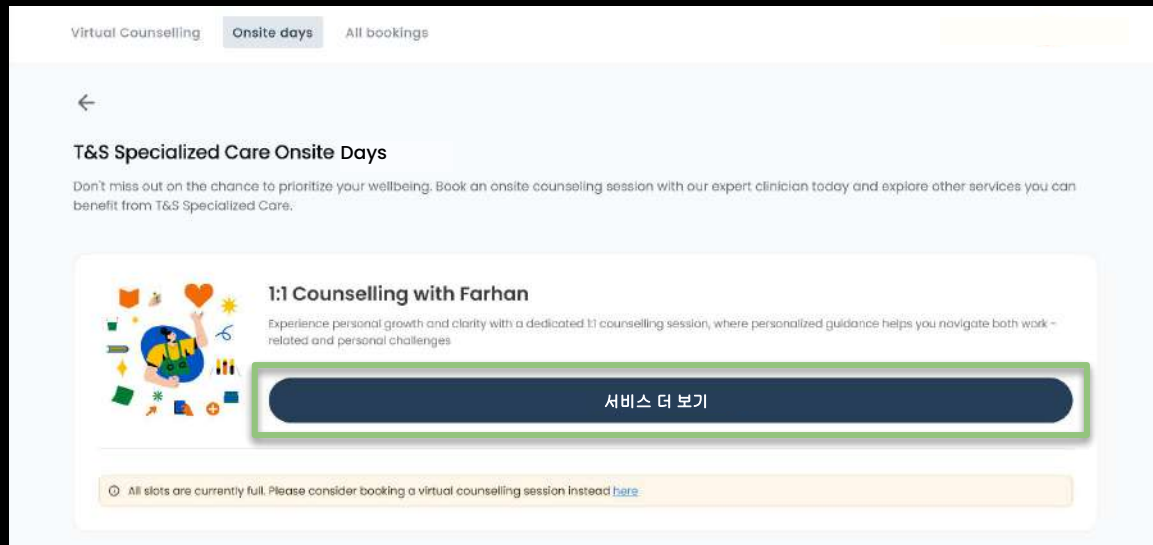 Virtual Counselling Onsite days All bookings
T&S Specialized Care Onsite Days
Don't miss out on the chance to prioritize your wellbeing. Book an onsite counseling session with our expert clinician today and explore other services you can
benefit from T&S Specialized Care.
1:1 Counselling with Farhan
Experience personal growth and clarity with a dedicated 1:1 counselling session, where personalized guidance helps you navigate both work -
related and personal challenges
서비스 더 보기
All slots are currently full. Please consider booking a virtual counselling session instead here